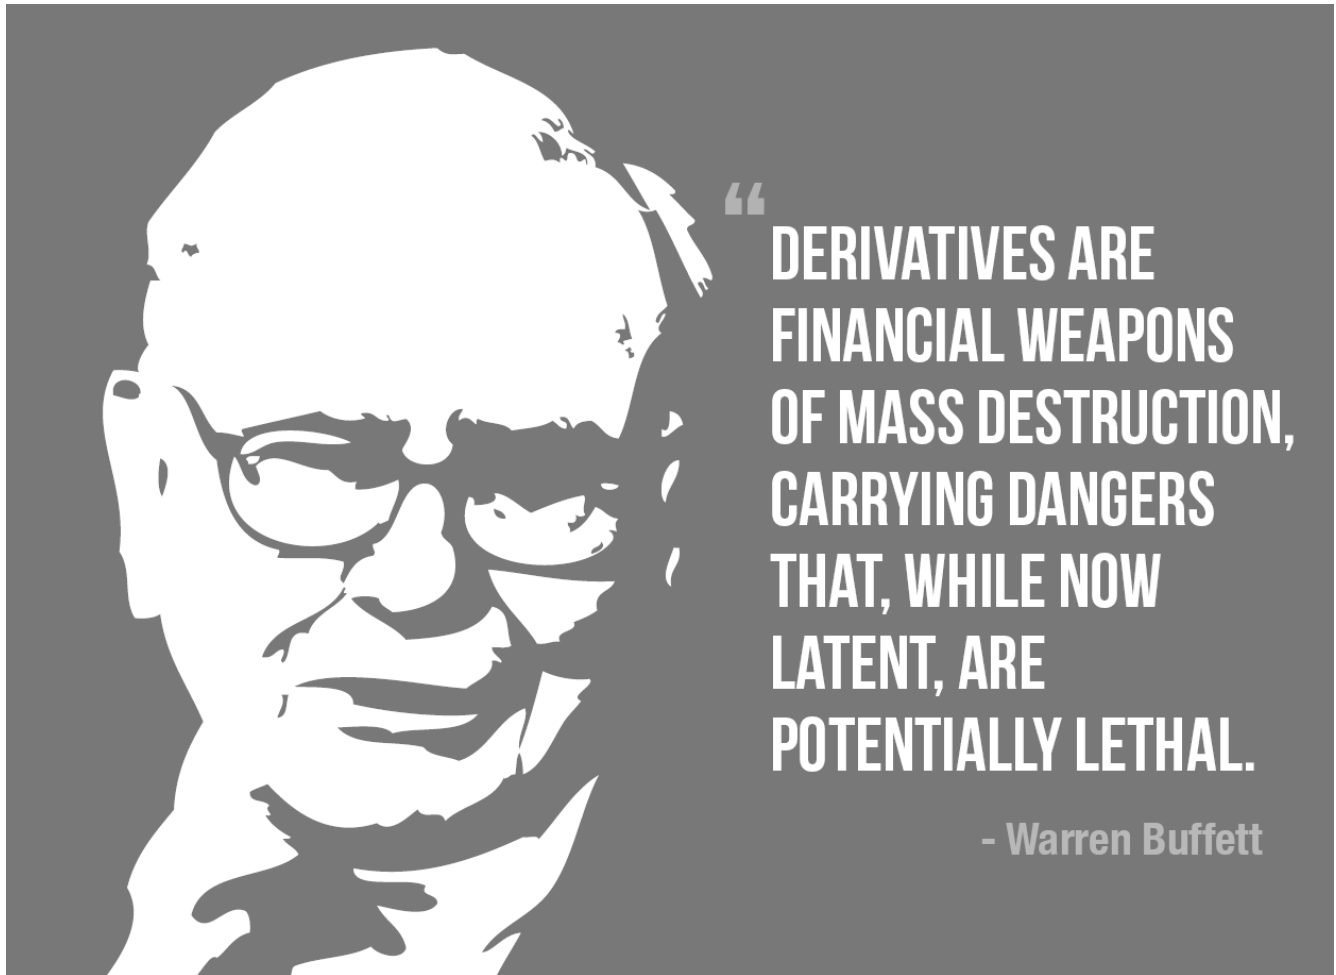 “
DERIVATIVES ARE
FINANCIAL WEAPONS
OF MASS DESTRUCTION,
CARRYING DANGERS
THAT, WHILE NOW
LATENT, ARE
POTENTIALLY LETHAL.
- Warren Buffett